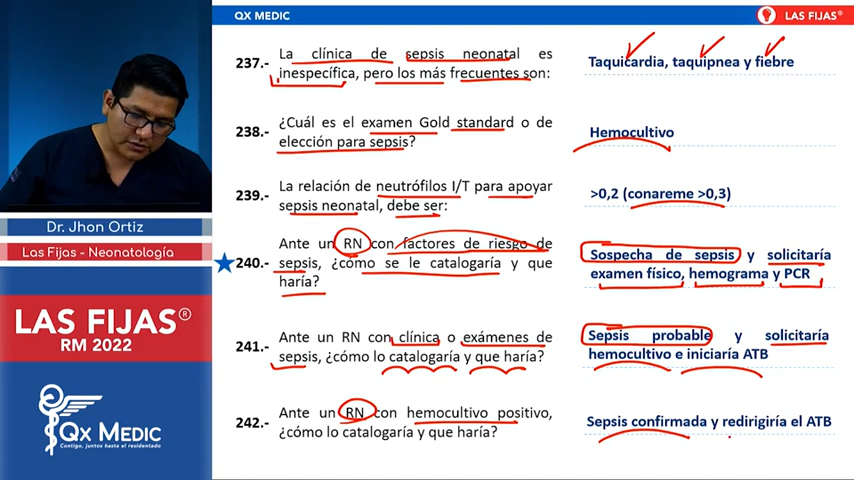 QX MEDIC
LAS FIJAS®
237.- La clínica de sepsis neonatal es
inespecífica, pero los más frecuentes son:
Taquicardia, taquipnea y fiebre
238.- ¿Cuál es el examen Gold standard o de
elección para sepsis?
Hemocultivo
239.- La relación de neutrófilos I/T para apoyar
sepsis neonatal, debe ser:
>0,2 (conareme >0,3)
240.- Ante un RN con factores de riesgo de
sepsis, ¿cómo se le catalogaría y que
haría?
Sospecha de sepsis y solicitaría
examen físico, hemograma y PCR
241.- Ante un RN con clínica o exámenes de
sepsis, ¿cómo lo catalogaría y que haría?
Sepsis probable y solicitaría
hemocultivo e iniciaría ATB
242.- Ante un RN con hemocultivo positivo,
¿cómo lo catalogaría y que haría?
Sepsis confirmada y redirigiría el ATB
Dr. Jhon Ortiz
Las Fijas - Neonatología
LAS FIJAS®
RM 2022
QX MEDIC
Contigo, juntos hasta el residentado